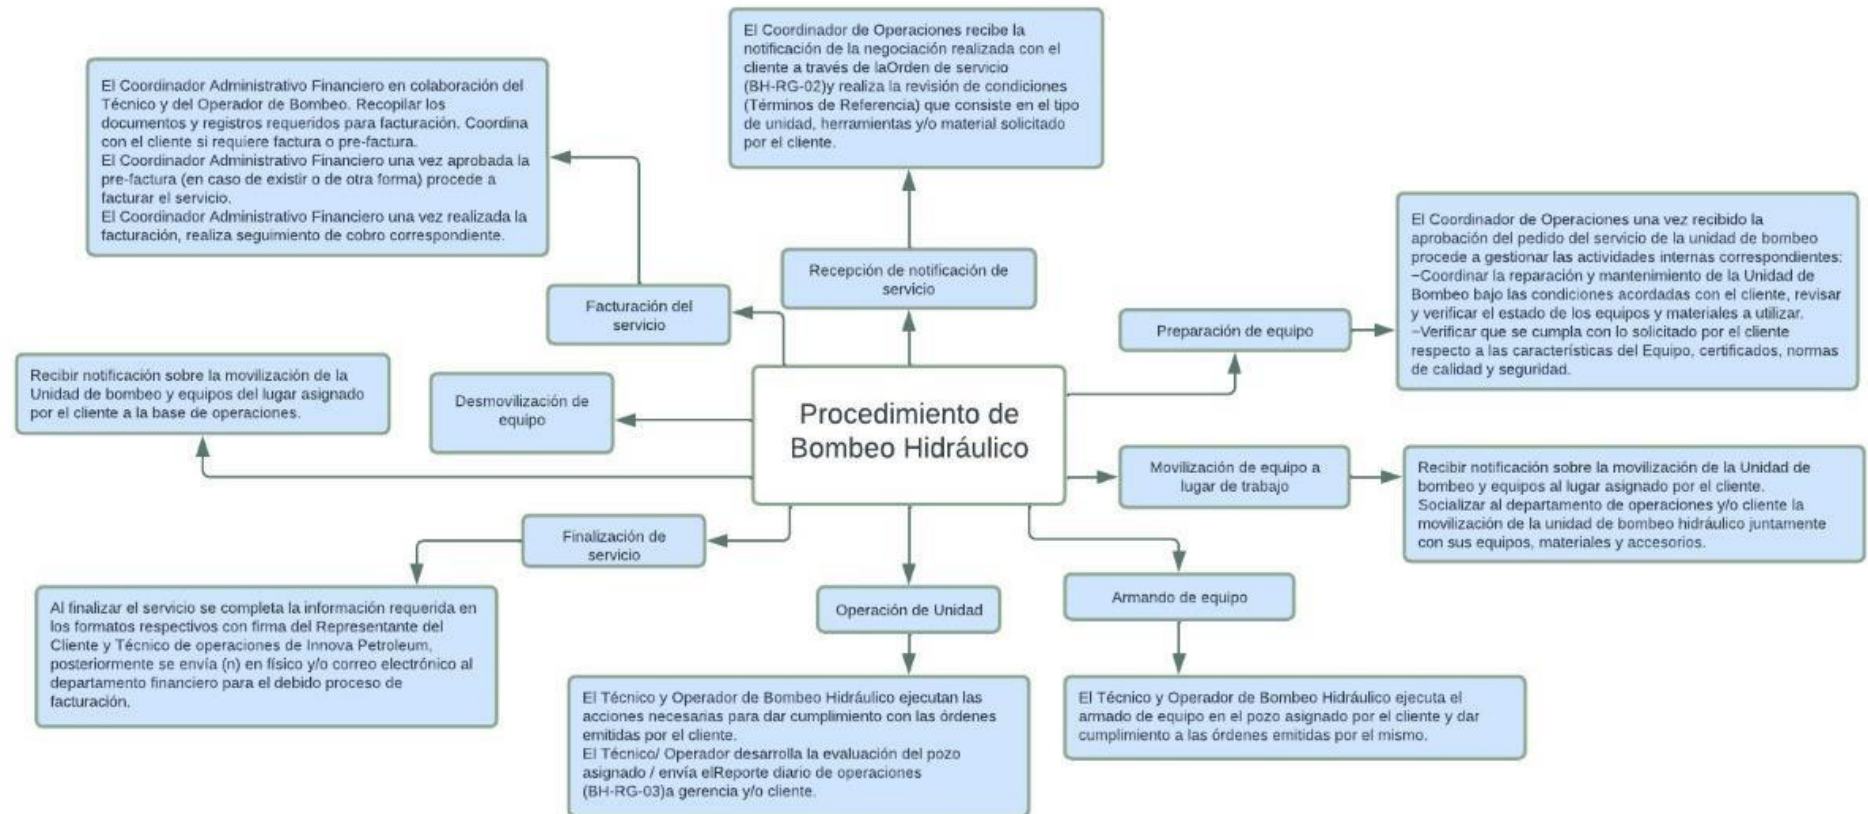 El Coordinador de Operaciones recibe la
notificación de la negociación realizada con el
cliente a través de laOrden de servicio
(BH-RG-02)y realiza la revisión de condiciones
(Términos de Referencia) que consiste en el tipo
de unidad, herramientas y/o material solicitado
por el cliente.
El Coordinador Administrativo Financiero en colaboración del
Técnico y del Operador de Bombeo. Recopilar los
documentos y registros requeridos para facturación. Coordina
con el cliente si requiere factura o pre-factura.
El Coordinador Administrativo Financiero una vez aprobada la
pre-factura (en caso de existir o de otra forma) procede a
facturar el servicio.
El Coordinador Administrativo Financiero una vez realizada la
facturación, realiza seguimiento de cobro correspondiente.
El Coordinador de Operaciones una vez recibido la
aprobación del pedido del servicio de la unidad de bombeo
procede a gestionar las actividades internas correspondientes:
−Coordinar la reparación y mantenimiento de la Unidad de
Bombeo bajo las condiciones acordadas con el cliente, revisar
y verificar el estado de los equipos y materiales a utilizar.
−Verificar que se cumpla con lo solicitado por el cliente
respecto a las características del Equipo, certificados, normas
de calidad y seguridad.
Recepción de notificación de
servicio
Facturación del
servicio
Preparación de equipo
Recibir notificación sobre la movilización de la
Unidad de bombeo y equipos del lugar asignado
por el cliente a la base de operaciones.
Desmovilización de
equipo
Procedimiento de
Bombeo Hidráulico
Movilización de equipo a
lugar de trabajo
Recibir notificación sobre la movilización de la Unidad de
bombeo y equipos al lugar asignado por el cliente.
Socializar al departamento de operaciones y/o cliente la
movilización de la unidad de bombeo hidráulico juntamente
con sus equipos, materiales y accesorios.
Finalización de
servicio
Operación de Unidad
Armando de equipo
Al finalizar el servicio se completa la información requerida en
los formatos respectivos con firma del Representante del
Cliente y Técnico de operaciones de Innova Petroleum,
posteriormente se envía (n) en físico y/o correo electrónico al
departamento financiero para el debido proceso de
facturación.
El Técnico y Operador de Bombeo Hidráulico ejecutan las
acciones necesarias para dar cumplimiento con las órdenes
emitidas por el cliente.
El Técnico/ Operador desarrolla la evaluación del pozo
asignado / envía elReporte diario de operaciones
(BH-RG-03)a gerencia y/o cliente.
El Técnico y Operador de Bombeo Hidráulico ejecuta el
armado de equipo en el pozo asignado por el cliente y dar
cumplimiento a las órdenes emitidas por el mismo.